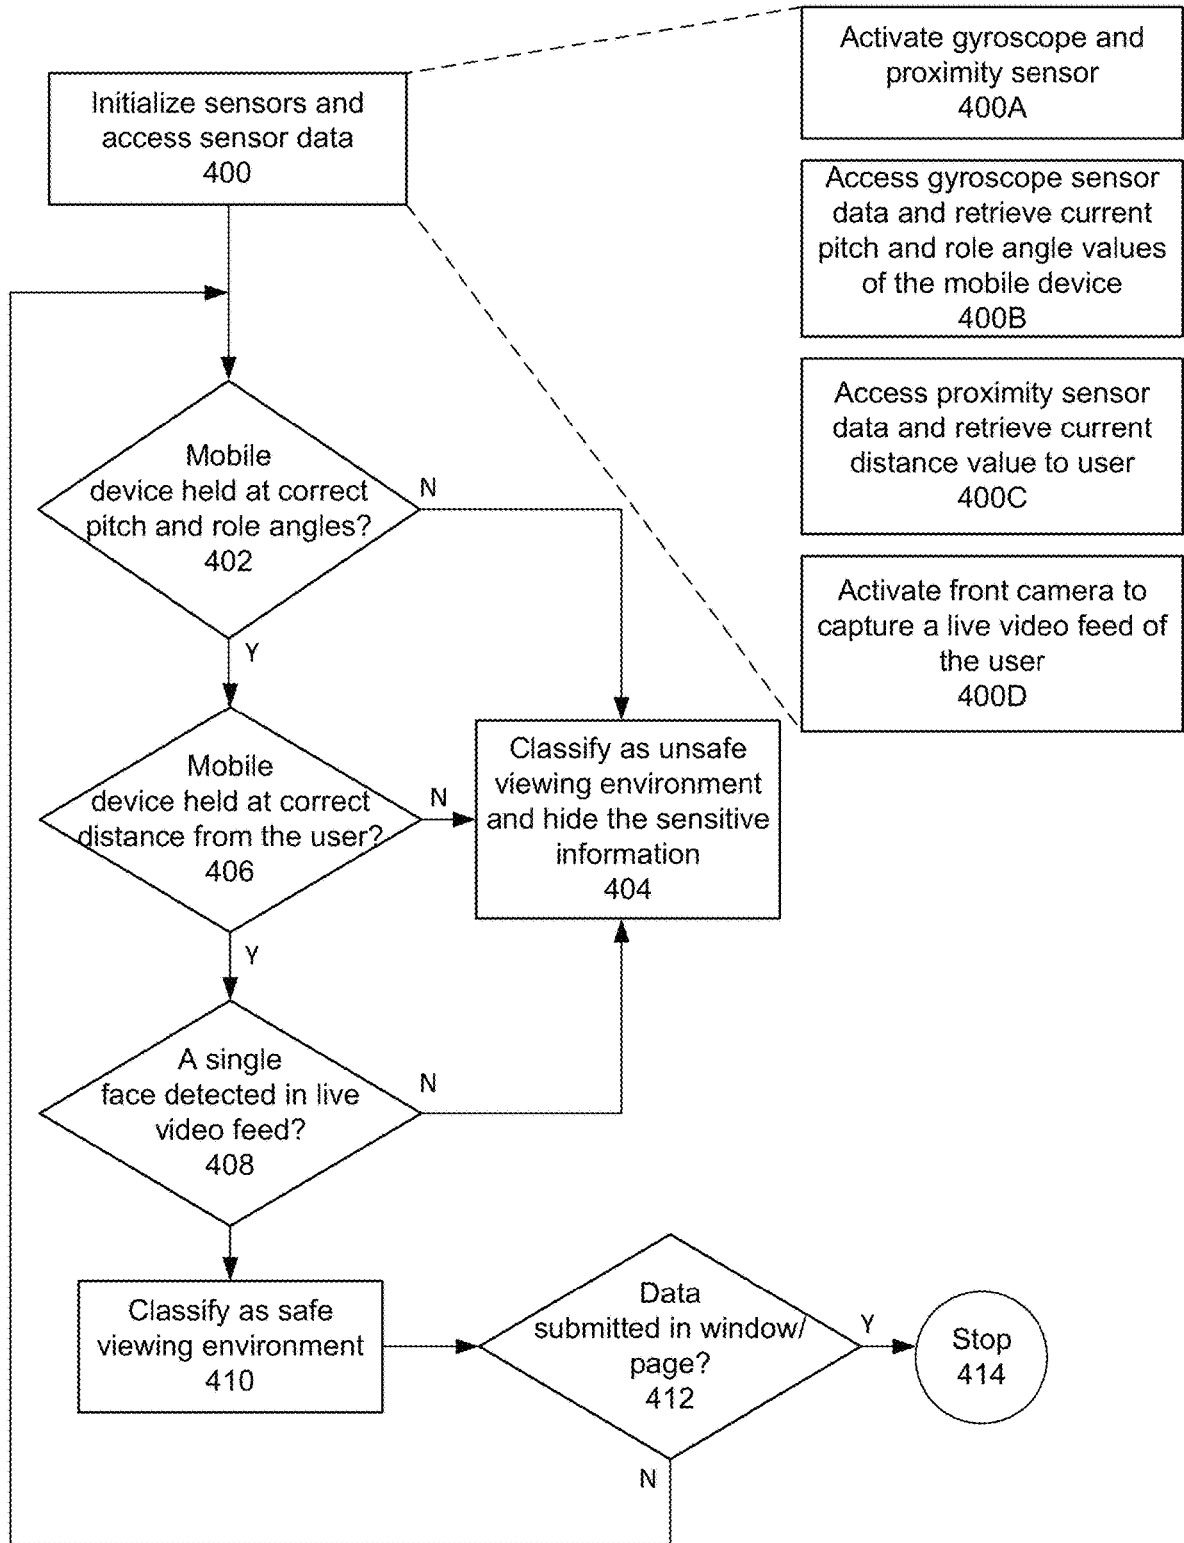 Initialize sensors and
access sensor data
400
Activate gyroscope and
proximity sensor
400A
Access gyroscope sensor
data and retrieve current
pitch and role angle values
of the mobile device
400B
Access proximity sensor
data and retrieve current
distance value to user
400C
Activate front camera to
capture a live video feed of
the user
400D
Mobile
device held at correct
pitch and role angles?
402
N
Y
Mobile
device held at correct
distance from the user?
406
N
Y
Classify as unsafe
viewing environment
and hide the sensitive
information
404
A single
face detected in live
video feed?
408
N
Classify as safe
viewing environment
410
Data
submitted in window/
page?
412
Y
N
Stop
414